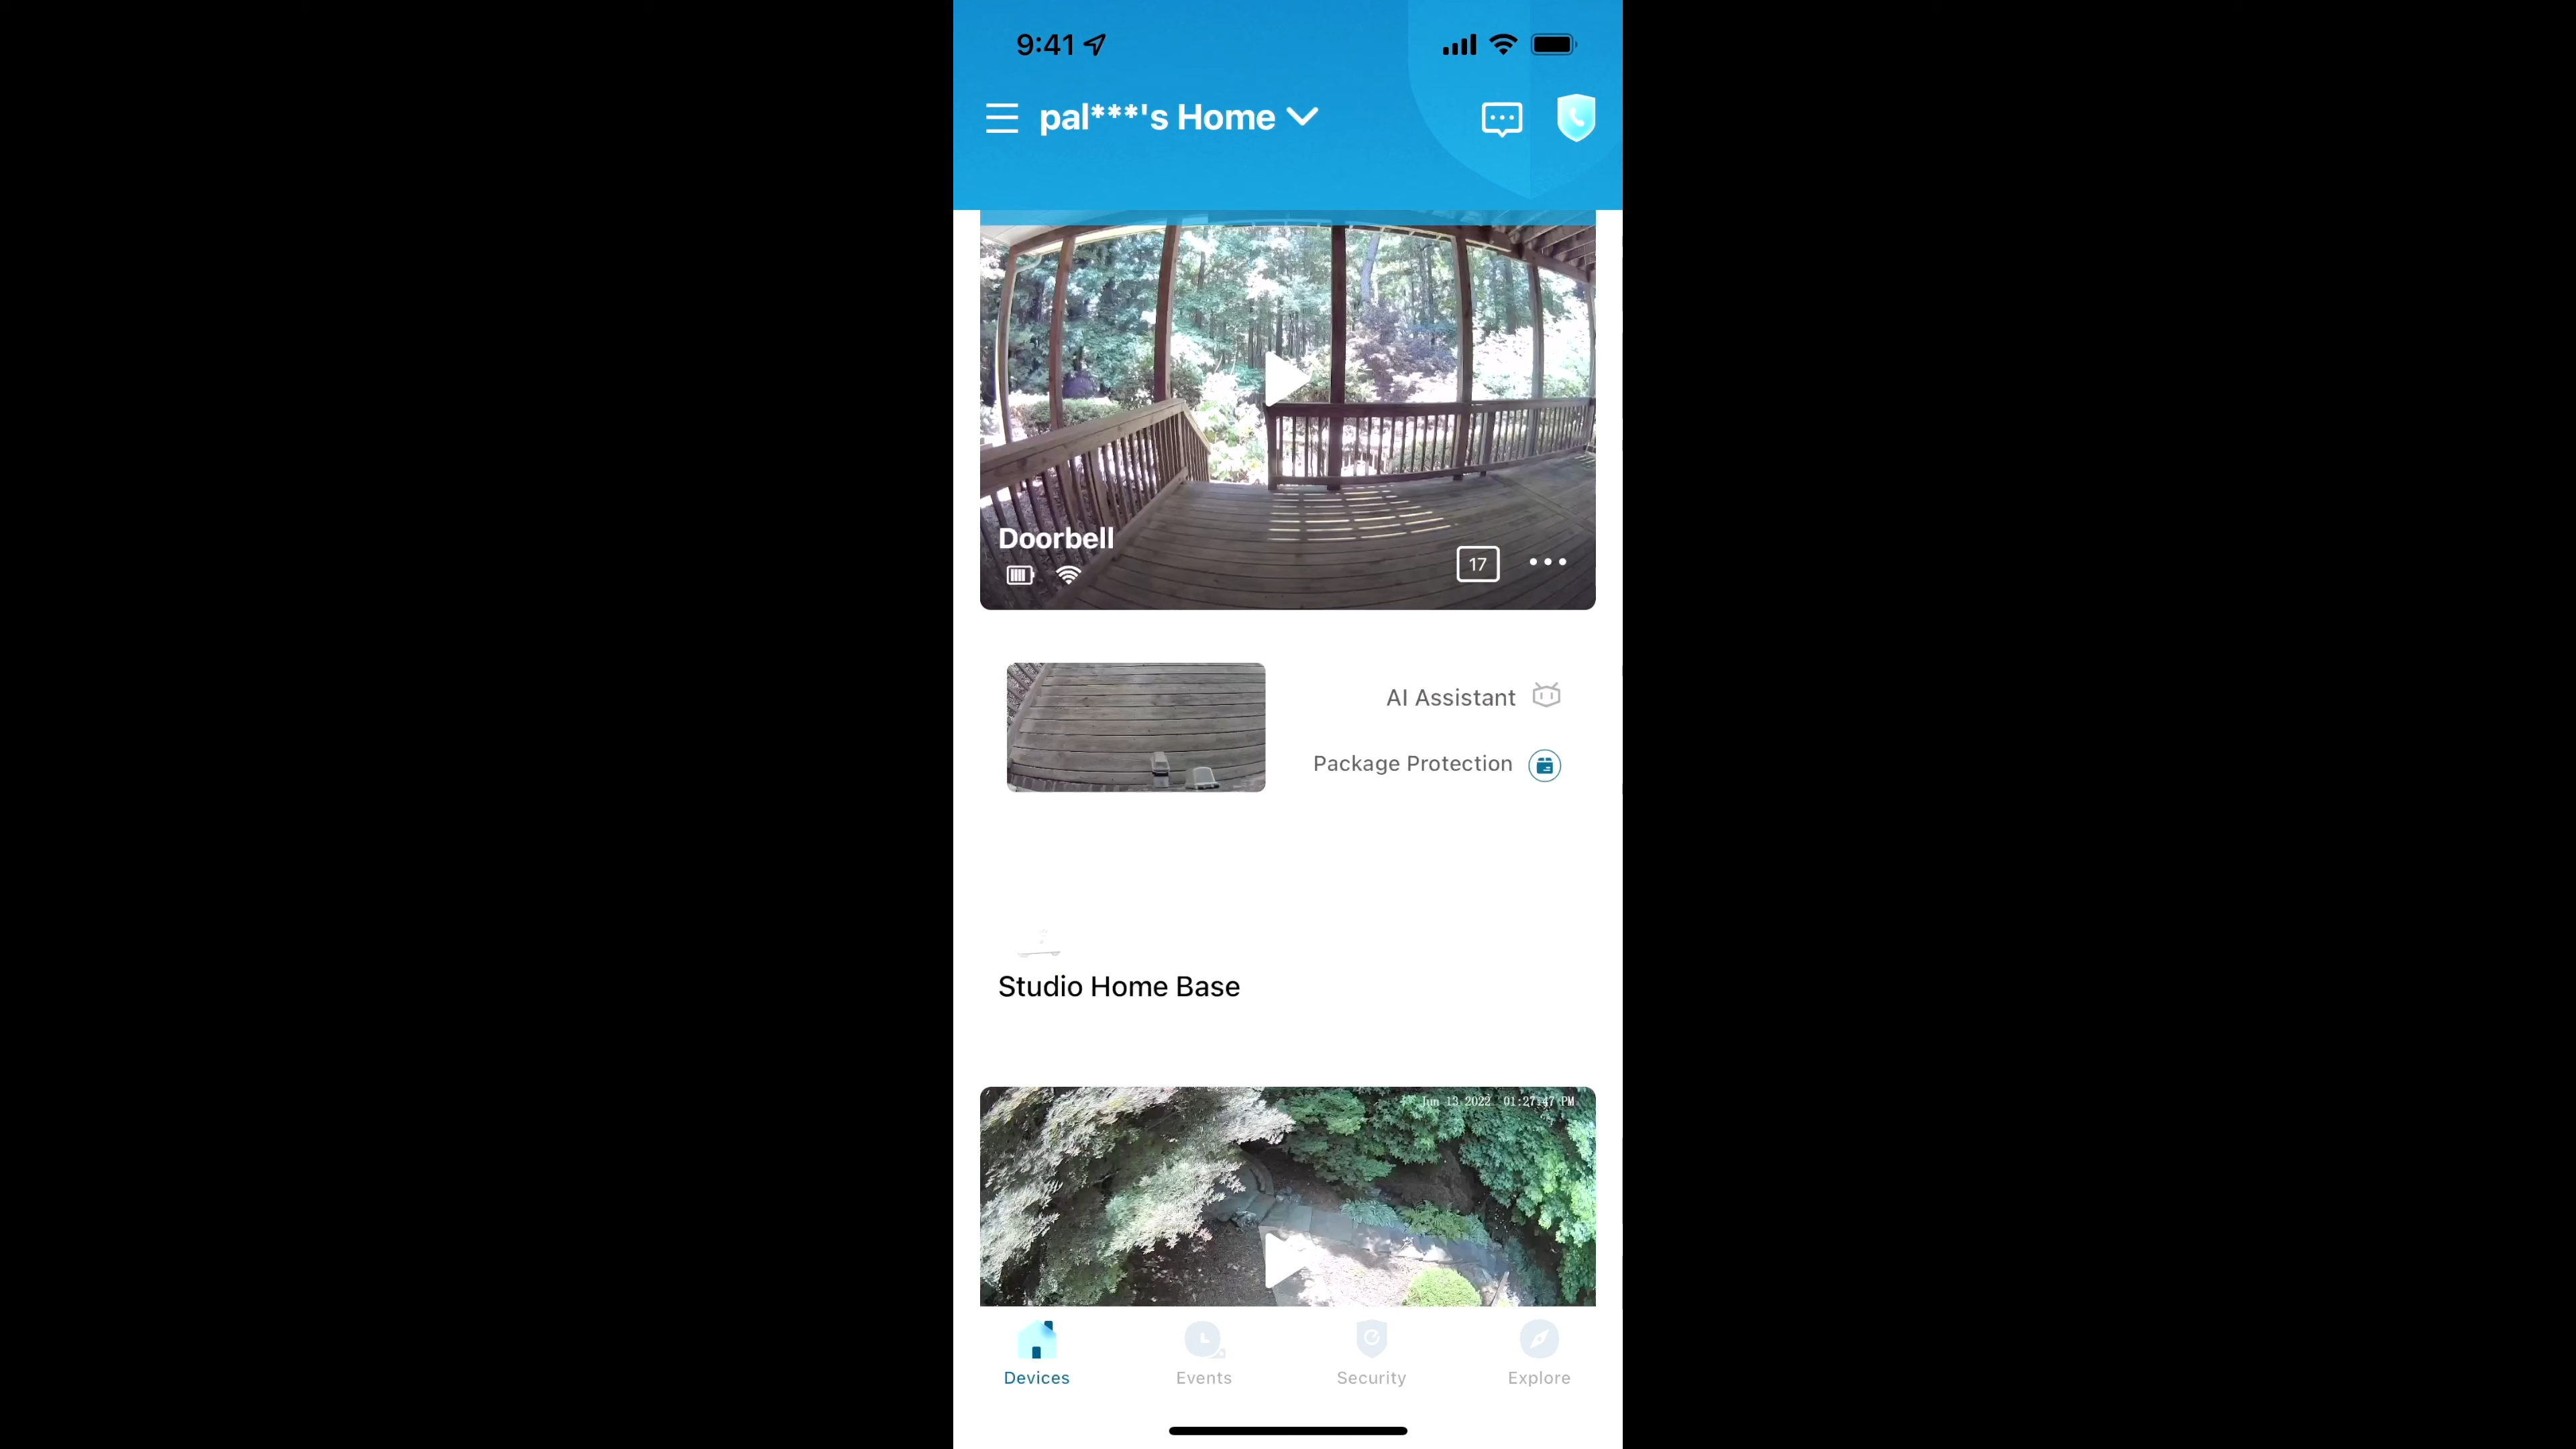 9:41
pal***'s Home
Doorbell
17
AI Assistant
Package Protection
Studio Home Base
Jun 13 2022 01:27:47 PM
Devices
Events
Security
Explore